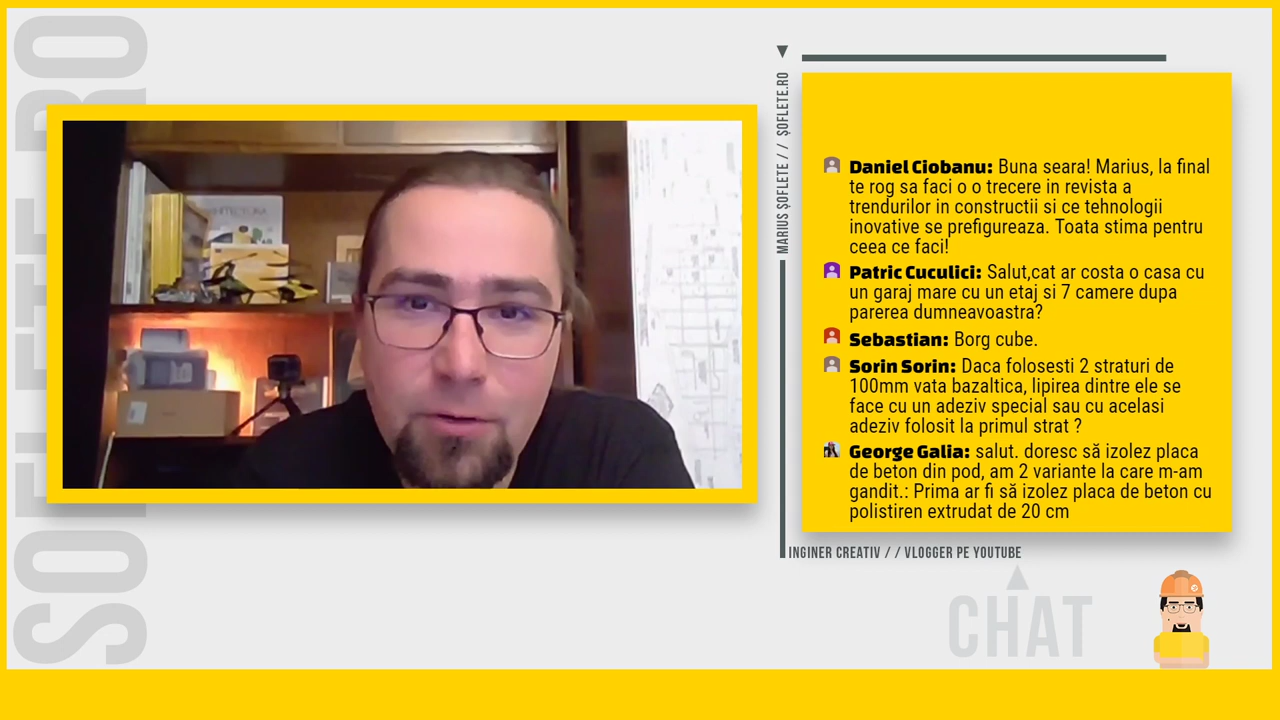 SOFLETE.RO
ARHITECTURA
MARIUS ȘOFLETE / / ȘOFLETE.RO
Daniel Ciobanu: Buna seara! Marius, la final
te rog sa faci o o trecere in revista a
trendurilor in constructii si ce tehnologii
inovative se prefigureaza. Toata stima pentru
ceea ce faci!
Patric Cuculici: Salut,cat ar costa o casa cu
un garaj mare cu un etaj si 7 camere dupa
parerea dumneavoastra?
Sebastian: Borg cube.
Sorin Sorin: Daca folosesti 2 straturi de
100mm vata bazaltica, lipirea dintre ele se
face cu un adeziv special sau cu acelasi
adeziv folosit la primul strat ?
George Galia: salut. doresc să izolez placa
de beton din pod, am 2 variante la care m-am
gandit.: Prima ar fi să izolez placa de beton cu
polistiren extrudat de 20 cm
INGINER CREATIV / / VLOGGER PE YOUTUBE
CHAT